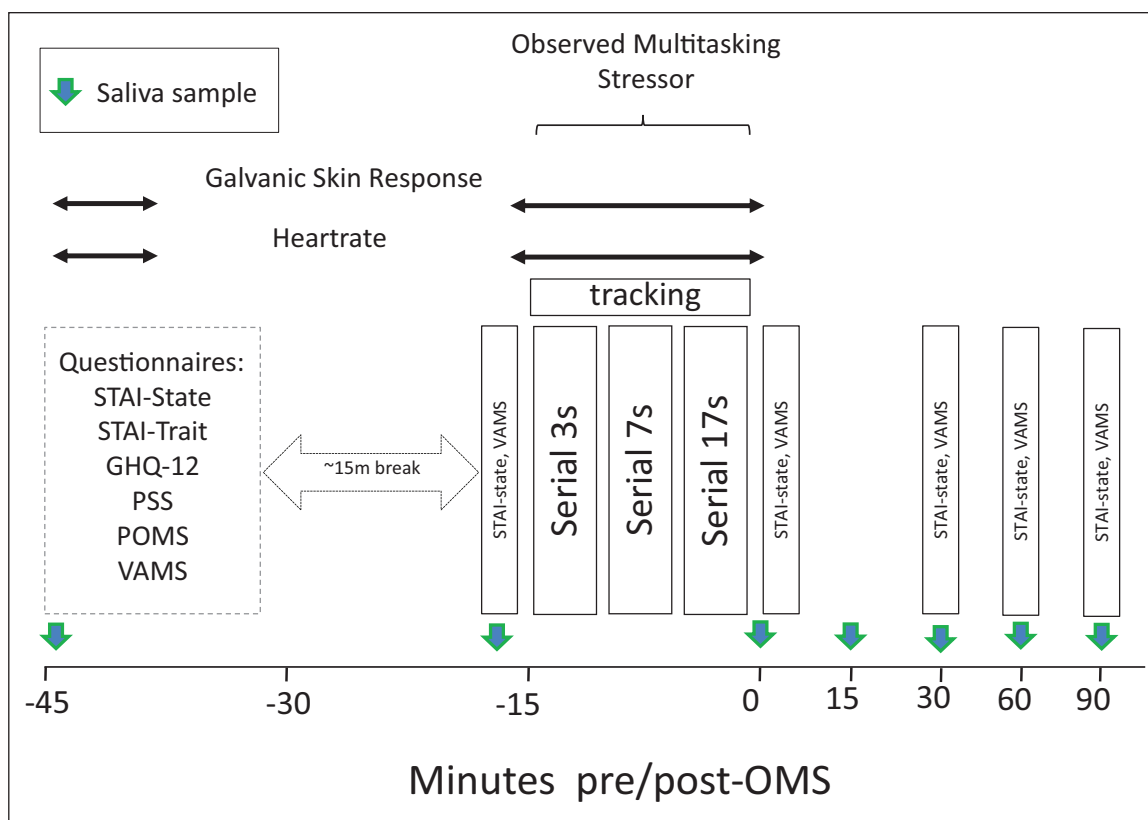 Observed Multitasking
Stressor
Saliva sample
Galvanic Skin Response
Heartrate
tracking
Questionnaires:
STAI-State
STAI-Trait
GHQ-12
PSS
POMS
VAMS
~15m break
STAI-state, VAMS
Serial 3s
Serial 7s
Serial 17s
STAI-state, VAMS
STAI-state, VAMS
STAI-state, VAMS
STAI-state, VAMS
-45 -30 -15 0 15 30 60 90
Minutes pre/post-OMS